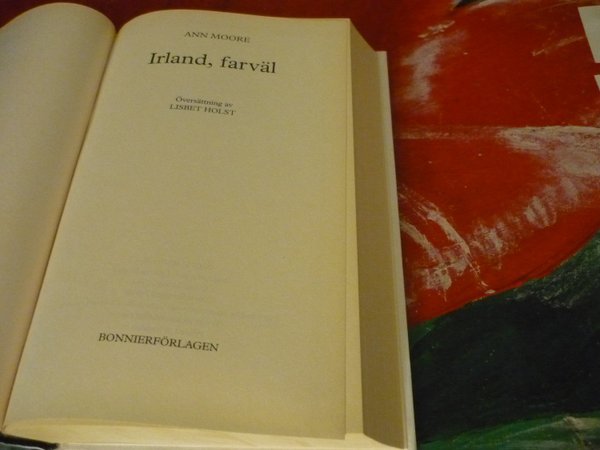 ANN MOORE
Irland, farväl
Översättning av
LISBET HOLST
BONNIERFÖRLAGEN